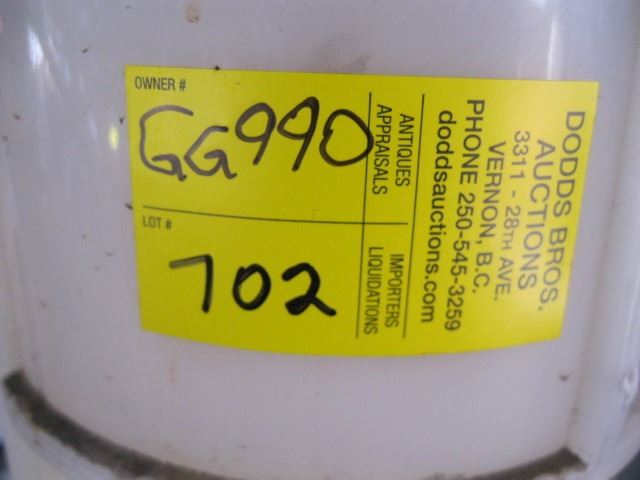 OWNER #
GG990
LOT #
702
ANTIQUES
APPRAISALS
IMPORTERS
LIQUIDATIONS
DODDS BROS.
AUCTIONS
3311 - 28TH AVE.
VERNON, B.C.
PHONE 250-545-3259
doddsauctions.com